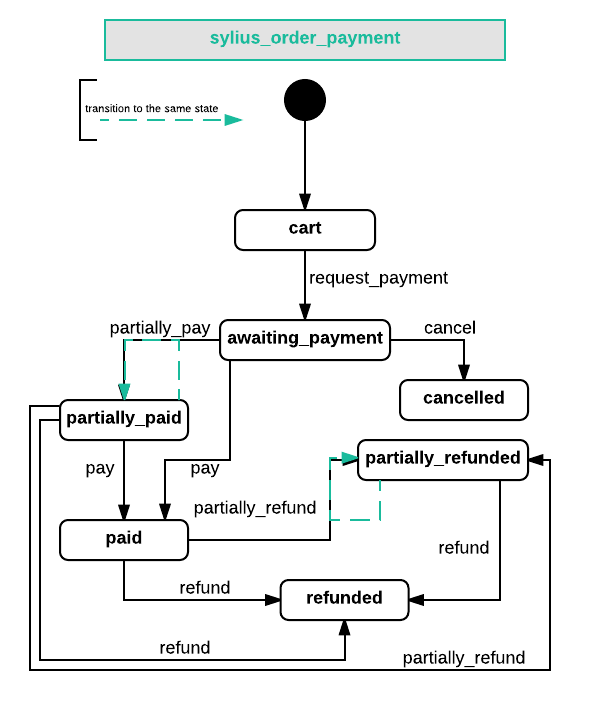 sylius_order_payment
transition to the same state
cart
request_payment
partially_pay
awaiting_payment
cancel
cancelled
partially_paid
pay
pay
partially_refunded
partially_refund
paid
refund
refund
refunded
refund
partially_refund